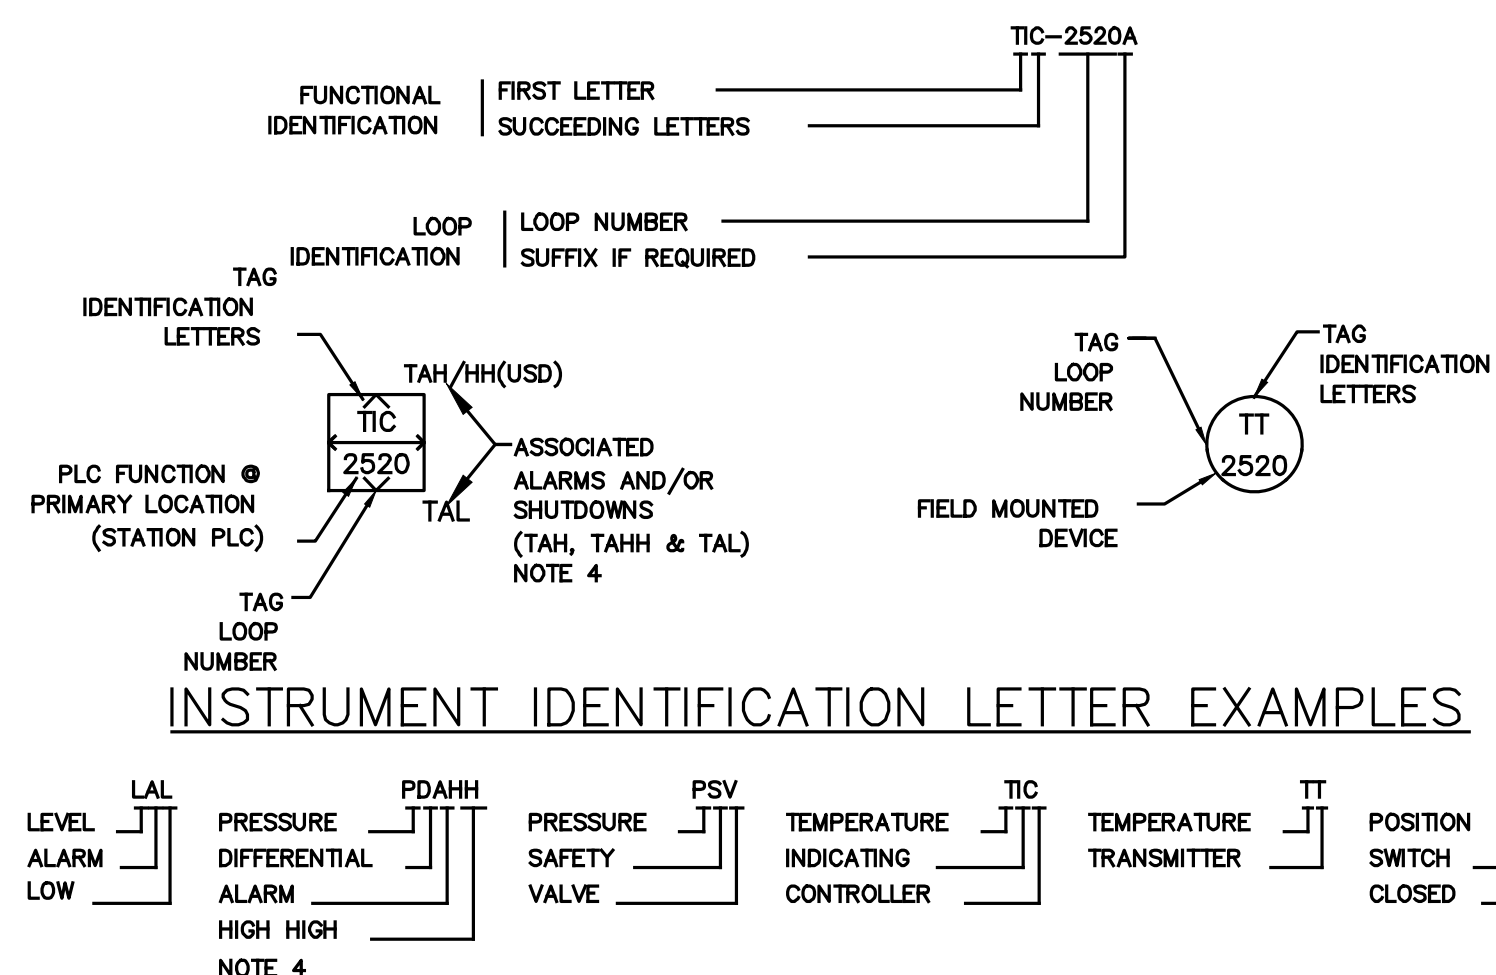 TIC-2520A
FUNCTIONAL
IDENTIFICATION
FIRST LETTER
SUCCEEDING LETTERS
LOOP
IDENTIFICATION
LOOP NUMBER
SUFFIX IF REQUIRED
TAG
IDENTIFICATION
LETTERS
TAH/HH(USD)
TIC
2520
TAL
PLC FUNCTION @
PRIMARY LOCATION
(STATION PLC)
ASSOCIATED
ALARMS AND/OR
SHUTDOWNS
(TAH, TAHH & TAL)
NOTE 4
TAG
LOOP
NUMBER
TAG
LOOP
NUMBER
TAG
IDENTIFICATION
LETTERS
TT
2520
FIELD MOUNTED
DEVICE
INSTRUMENT IDENTIFICATION LETTER EXAMPLES
LAL
LEVEL
ALARM
LOW
PDAHH
PRESSURE
DIFFERENTIAL
ALARM
HIGH HIGH
NOTE 4
PSV
PRESSURE
SAFETY
VALVE
TIC
TEMPERATURE
INDICATING
CONTROLLER
TT
TEMPERATURE
TRANSMITTER
POSITION
SWITCH
CLOSED